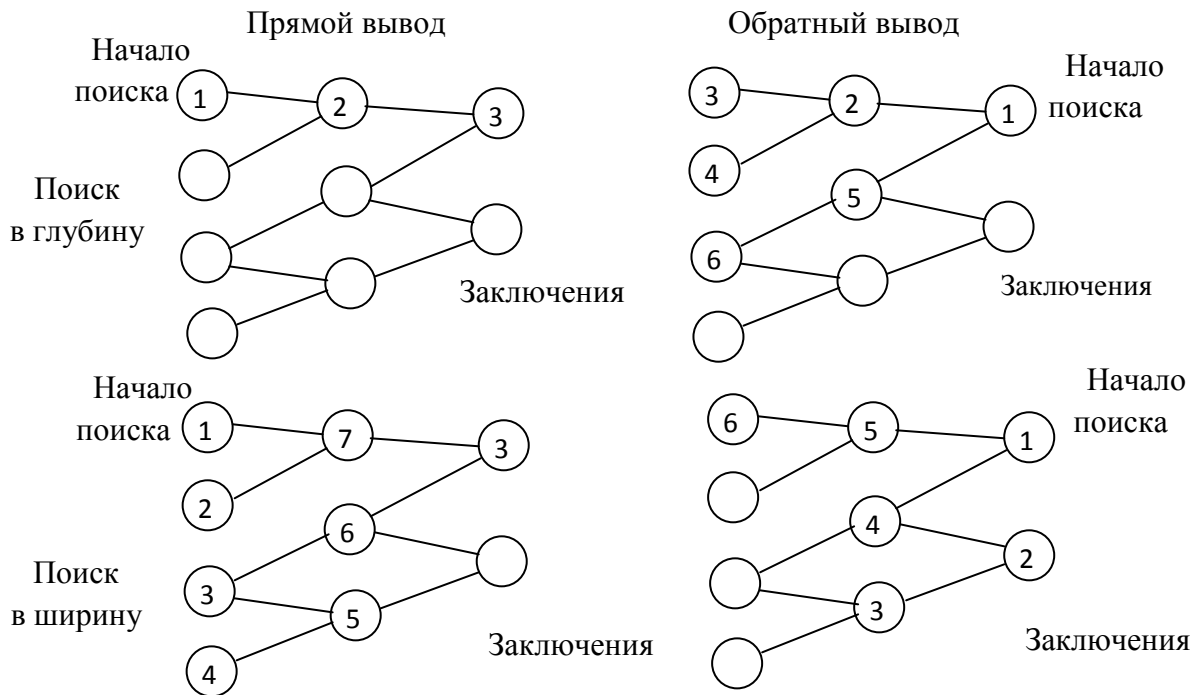 Прямой вывод
Обратный вывод
Начало
поиска
1
2
3
Поиск
в глубину
Заключения
3
2
1
Начало
поиска
4
5
6
Заключения
Начало
поиска
1
7
3
2
6
Поиск
в ширину
3
5
4
Заключения
6
5
1
Начало
поиска
4
2
3
Заключения